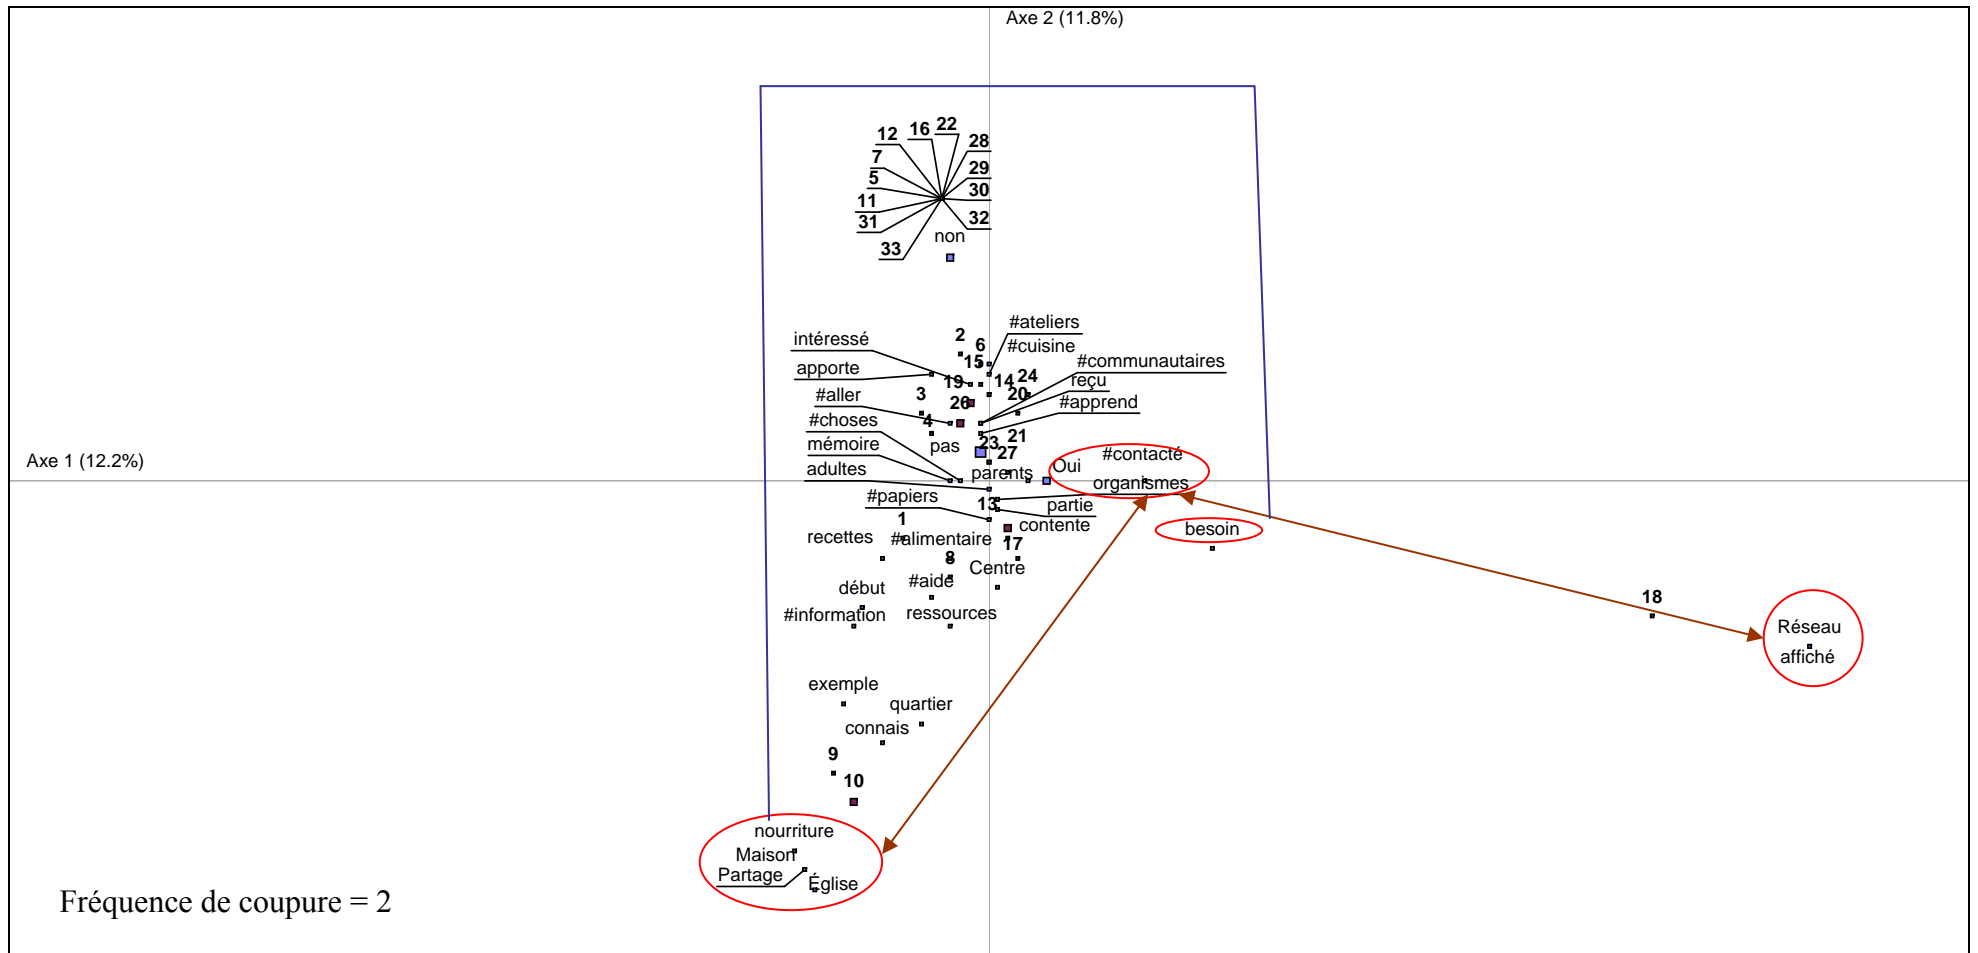 Axe 2 (11.8%)
22
16
12
28
7
29
5
30
11
32
31
33
non
#ateliers
2
6
#cuisine
intéressé
15
#communautaires
apporte
19
14
24
reçu
#aller
3
26
20
#apprend
#choses
4
pas
23
21
mémoire
27
#contacté
Axe 1 (12.2%)
adultes
parents
Oui
organismes
#papiers
13
partie
1
contente
besoin
recettes
#alimentaire
17
8
Centre
début
#aide
18
#information
ressources
Réseau
affiché
exemple
quartier
connais
9
10
nourriture
Maison
Partage
Église
Fréquence de coupure = 2